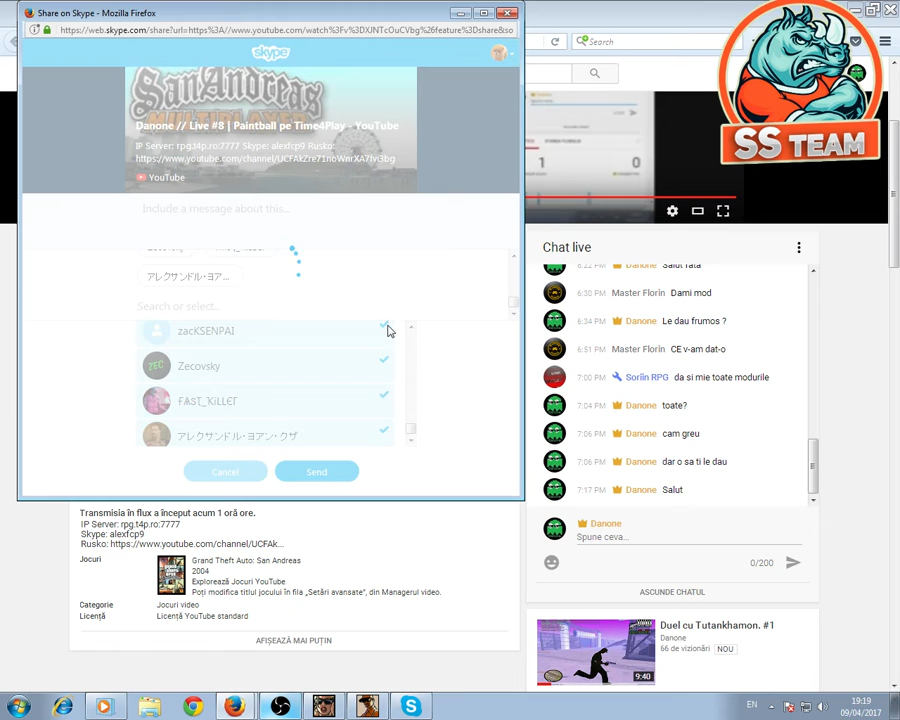 Share on Skype - Mozilla Firefox
https://web.skype.com/share?url=https%3A//www.youtube.com/watch%3Fv%3DXJNTcOuCVbg%26feature%3Dshare&so
Search
skype
SanAndreas
MULTIPLAYER
Danone // Live #8 | Paintball pe Time4Play - YouTube
IP Server: rpg.t4p.ro:7777 Skype: alexfcp9 Rusko:
https://www.youtube.com/channel/UCFAkZre71noWnrXA7lv3bg
YouTube
Include a message about this...
アレクサンドル・ヨア...
Search or select...
zacKSENPAI
Zecovsky
アレクサンドル・ヨアン・クザ
Cancel
Send
SS TEAM
1
0
Chat live
6:22 PM Danone Salut fata
6:30 PM Master Florin Dami mod
6:34 PM Danone Le dau frumos ?
6:51 PM Master Florin CE v-am dat-o
7:00 PM Soriin RPG da si mie toate modurile
7:04 PM Danone toate?
7:06 PM Danone cam greu
7:06 PM Danone dar o sa ti le dau
7:17 PM Danone Salut
Danone
Spune ceva...
0/200
ASCUNDE CHATUL
Transmisia în flux a început acum 1 oră ore.
IP Server: rpg.t4p.ro:7777
Skype: alexfcp9
Rusko: https://www.youtube.com/channel/UCFAk...
Jocuri
Grand Theft Auto: San Andreas
2004
Explorează Jocuri YouTube
Poți modifica titlul jocului în fila „Setări avansate”, din Managerul video.
Categorie Jocuri video
Licență Licență YouTube standard
AFIȘEAZĂ MAI PUȚIN
Duel cu Tutankhamon. #1
Danone
66 de vizionări NOU
9:40
EN
19:19
09/04/2017